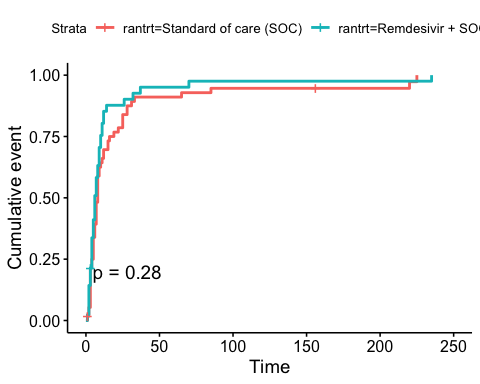 Strata rantrt=Standard of care (SOC) rantrt=Remdesivir + SO
Cumulative event
1.00
0.75
0.50
0.25
0.00
p = 0.28
0 50 100 150 200 250
Time